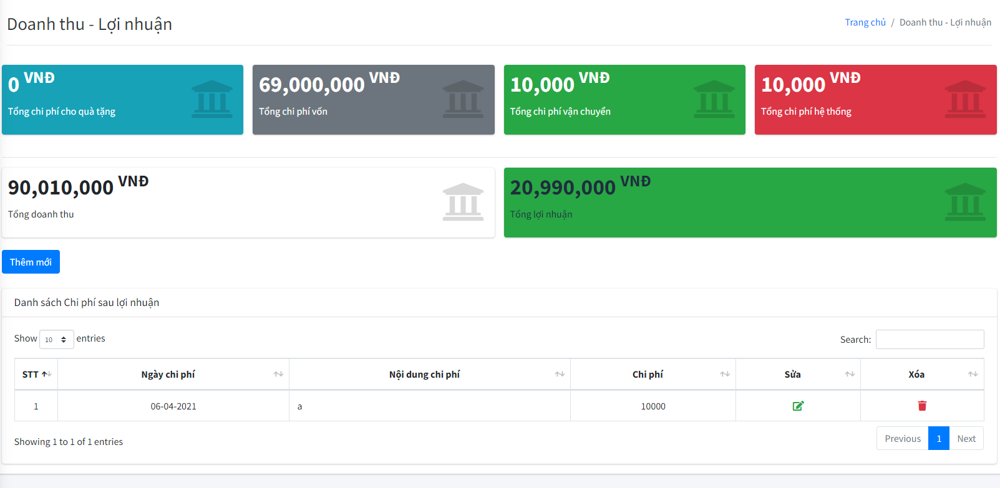 Doanh thu - Lợi nhuận
Trang chủ / Doanh thu - Lợi nhuận
0 VNĐ
Tổng chi phí cho quà tặng
69,000,000 VNĐ
Tổng chi phí vốn
10,000 VNĐ
Tổng chi phí vận chuyển
10,000 VNĐ
Tổng chi phí hệ thống
90,010,000 VNĐ
Tổng doanh thu
20,990,000 VNĐ
Tổng lợi nhuận
Thêm mới
Danh sách Chi phí sau lợi nhuận
Show 10 entries
Search:
STT Ngày chi phí Nội dung chi phí Chi phí Sửa Xóa
1 06-04-2021 a 10000
Showing 1 to 1 of 1 entries
Previous 1 Next